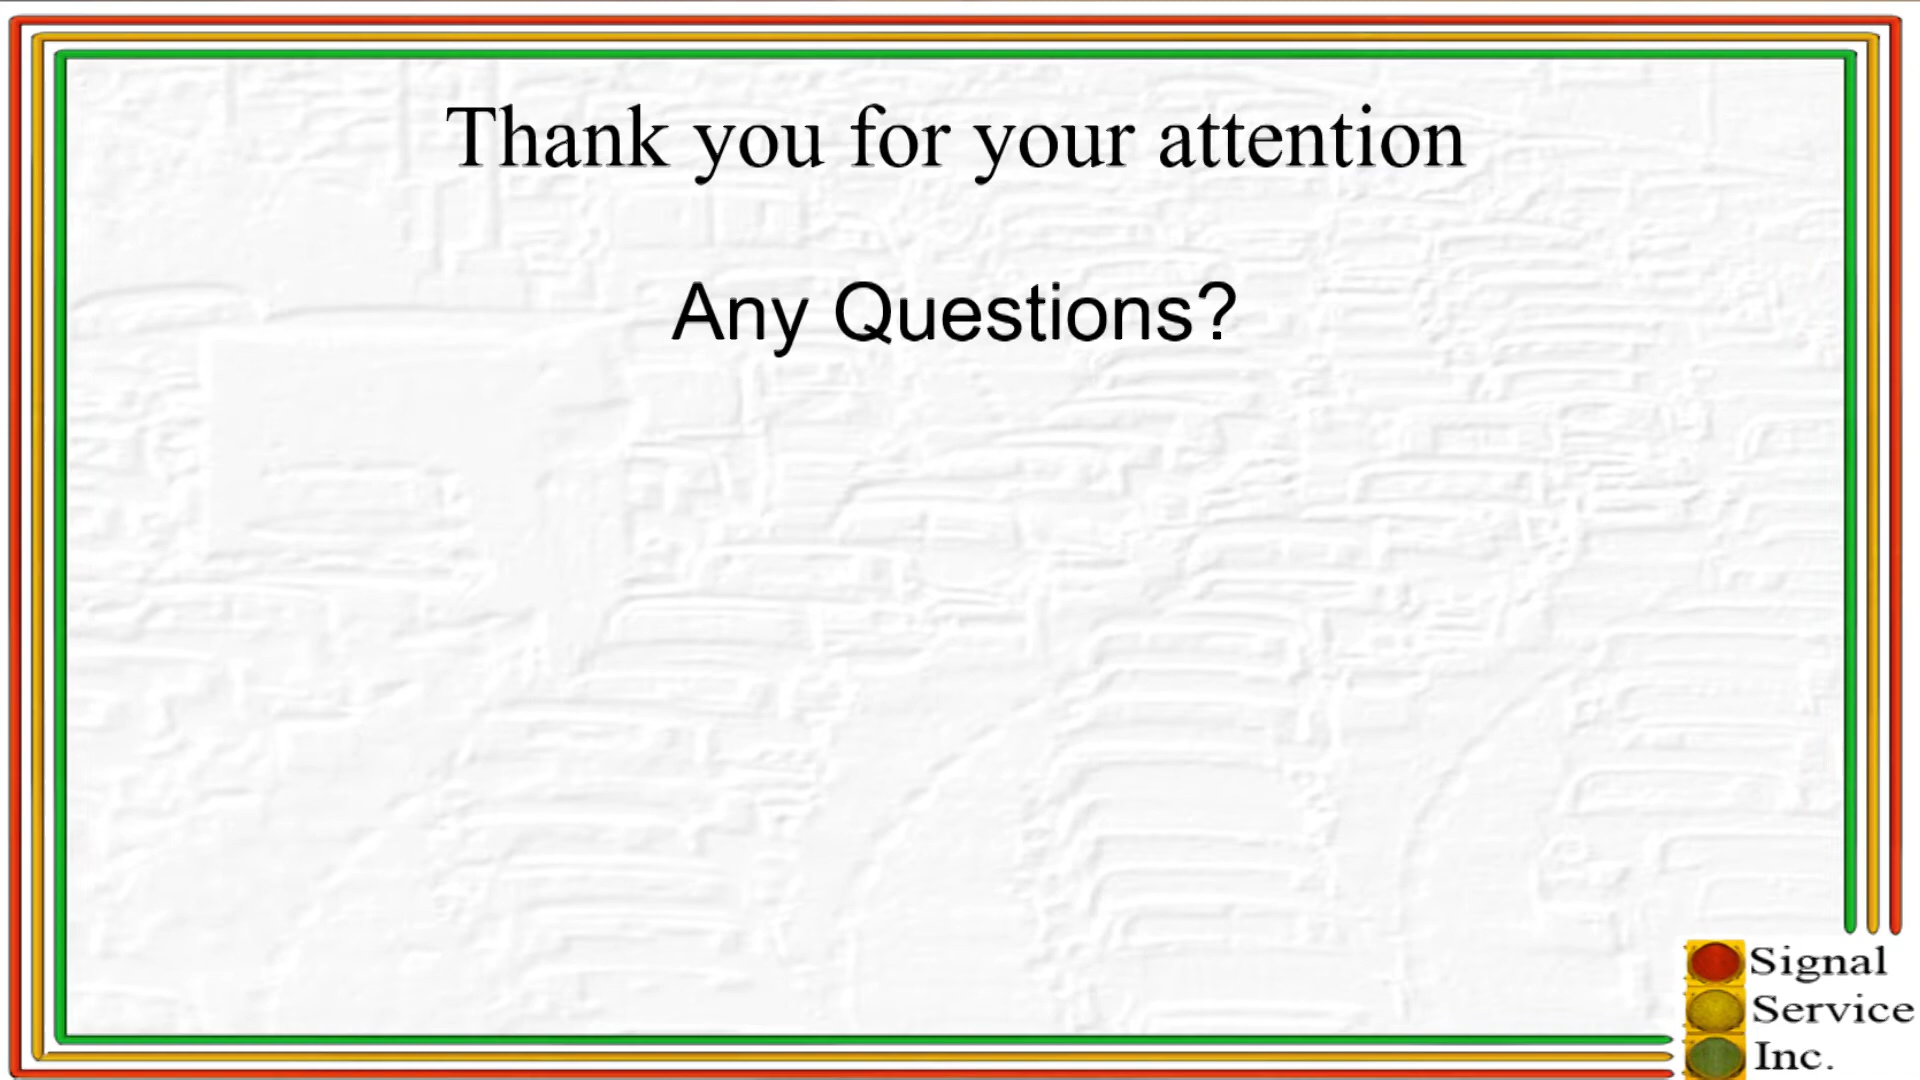 Thank you for your attention
Any Questions?
Signal
Service
Inc.